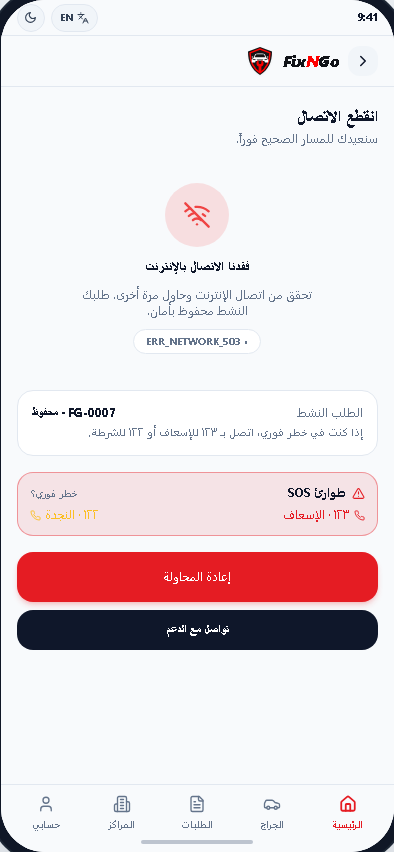 9:41
EN
FixNGo
انقطع الاتصال
سنعيدك للمسار الصحيح فوراً.
فقدنا الاتصال بالإنترنت
تحقق من اتصال الإنترنت وحاول مرة أخرى. طلبك
النشط محفوظ بأمان.
ERR_NETWORK_503 •
الطلب النشط
FG-0007 - محفوظ
إذا كنت في خطر فوري، اتصل بـ ١٢٣ للإسعاف أو ١٢٢ للشرطة.
طوارئ SOS
خطر فوري؟
١٢٣ · الإسعاف
١٢٢ · النجدة
إعادة المحاولة
تواصل مع الدعم
الرئيسية
الجراج
الطلبات
المراكز
حسابي